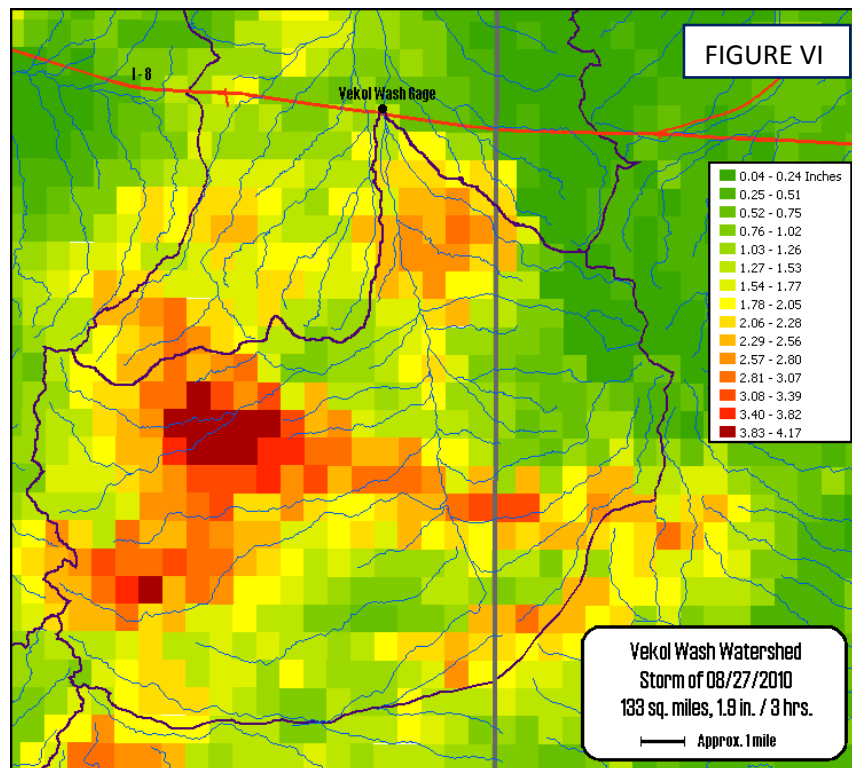 FIGURE VI
I - 8
Vekol Wash Gage
0.04 - 0.24 Inches
0.25 - 0.51
0.52 - 0.75
0.76 - 1.02
1.03 - 1.26
1.27 - 1.53
1.54 - 1.77
1.78 - 2.05
2.06 - 2.28
2.29 - 2.56
2.57 - 2.80
2.81 - 3.07
3.08 - 3.39
3.40 - 3.82
3.83 - 4.17
Vekol Wash Watershed
Storm of 08/27/2010
133 sq. miles, 1.9 in. / 3 hrs.
Approx. 1 mile